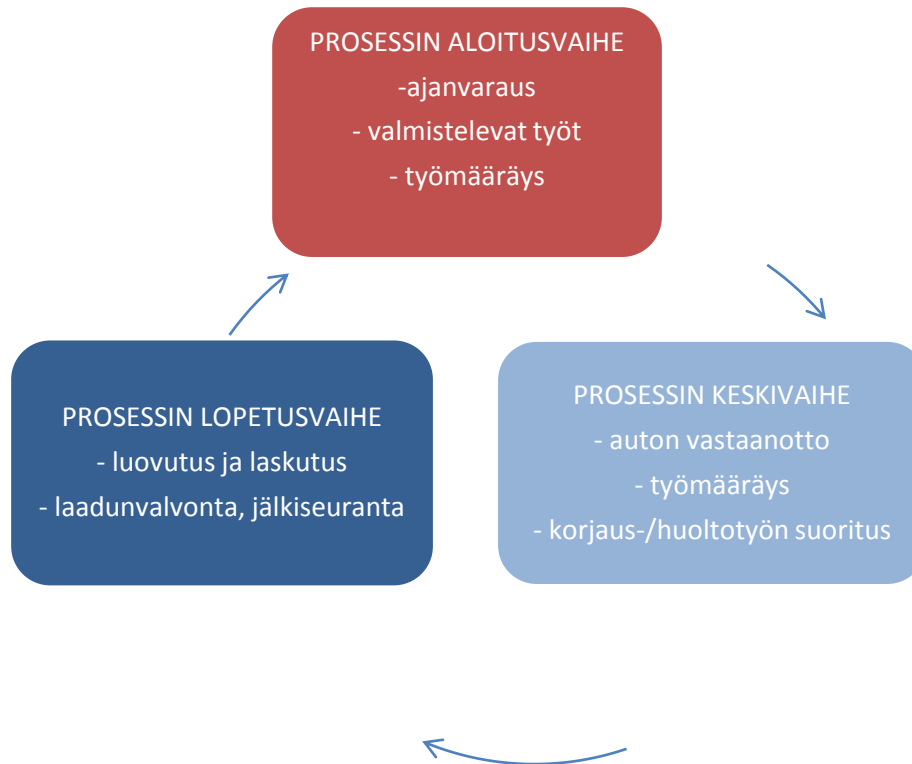 PROSESSIN ALOITUSVAIHE
-ajanvaraus
- valmistelevat työt
- työmääräys
PROSESSIN KESKIVAIHE
- auton vastaanotto
- työmääräys
- korjaus-/huoltotyön suoritus
PROSESSIN LOPETUSVAIHE
- luovutus ja laskutus
- laadunvalvonta, jälkiseuranta